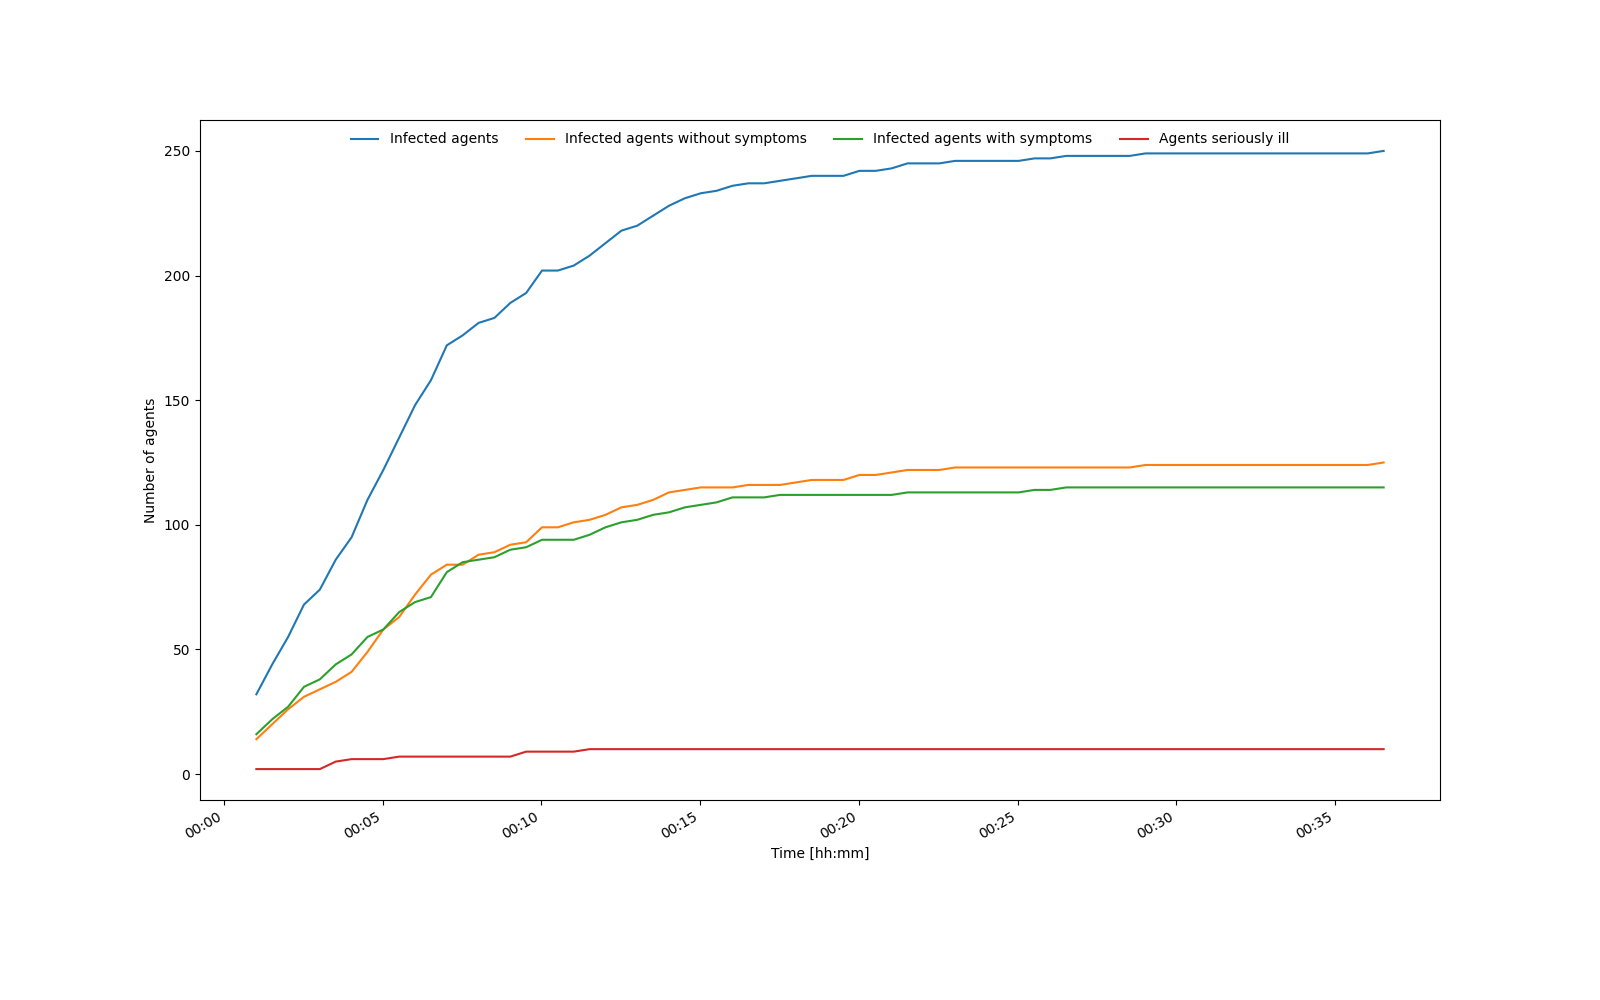 Infected agents Infected agents without symptoms Infected agents with symptoms Agents seriously ill
250
200
150
100
50
0
Number of agents
00:00 00:05 00:10 00:15 00:20 00:25 00:30 00:35
Time [hh:mm]